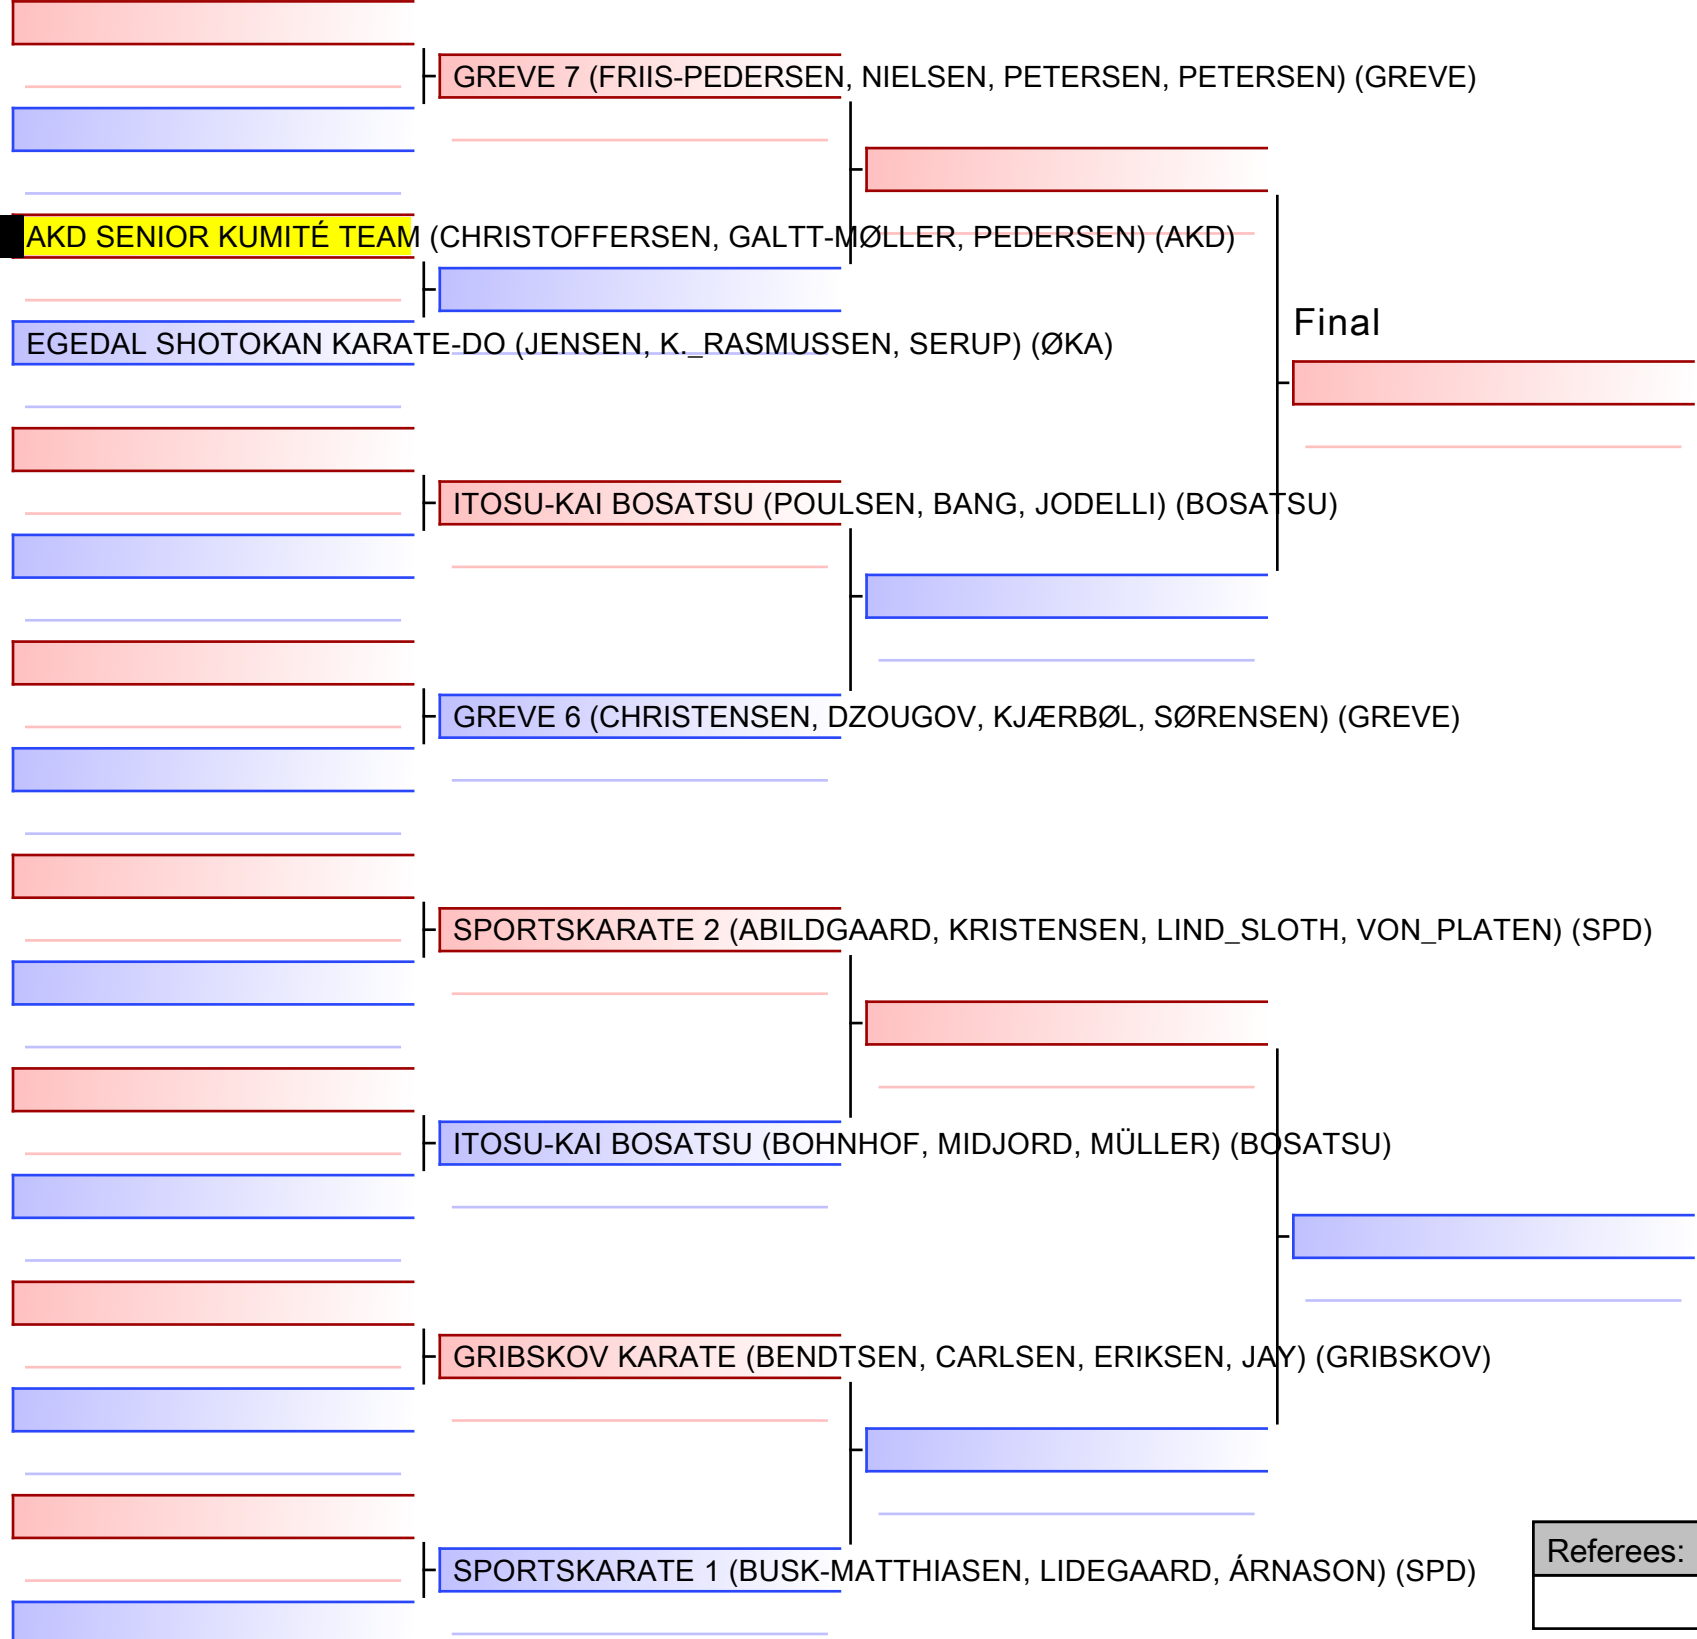 GREVE 7 (FRIIS-PEDERSEN, NIELSEN, PETERSEN, PETERSEN) (GREVE)
AKD SENIOR KUMITÉ TEAM (CHRISTOFFERSEN, GALTT-MØLLER, PEDERSEN) (AKD)
Final
EGEDAL SHOTOKAN KARATE-DO (JENSEN, K._RASMUSSEN, SERUP) (ØKA)
ITOSU-KAI BOSATSU (POULSEN, BANG, JODELLI) (BOSATSU)
GREVE 6 (CHRISTENSEN, DZOUGOV, KJÆRBØL, SØRENSEN) (GREVE)
SPORTSKARATE 2 (ABILDGAARD, KRISTENSEN, LIND_SLOTH, VON_PLATEN) (SPD)
ITOSU-KAI BOSATSU (BOHNHOF, MIDJORD, MÜLLER) (BOSATSU)
GRIBSKOV KARATE (BENDTSEN, CARLSEN, ERIKSEN, JAY) (GRIBSKOV)
Referees:
SPORTSKARATE 1 (BUSK-MATTHIASEN, LIDEGAARD, ÁRNASON) (SPD)